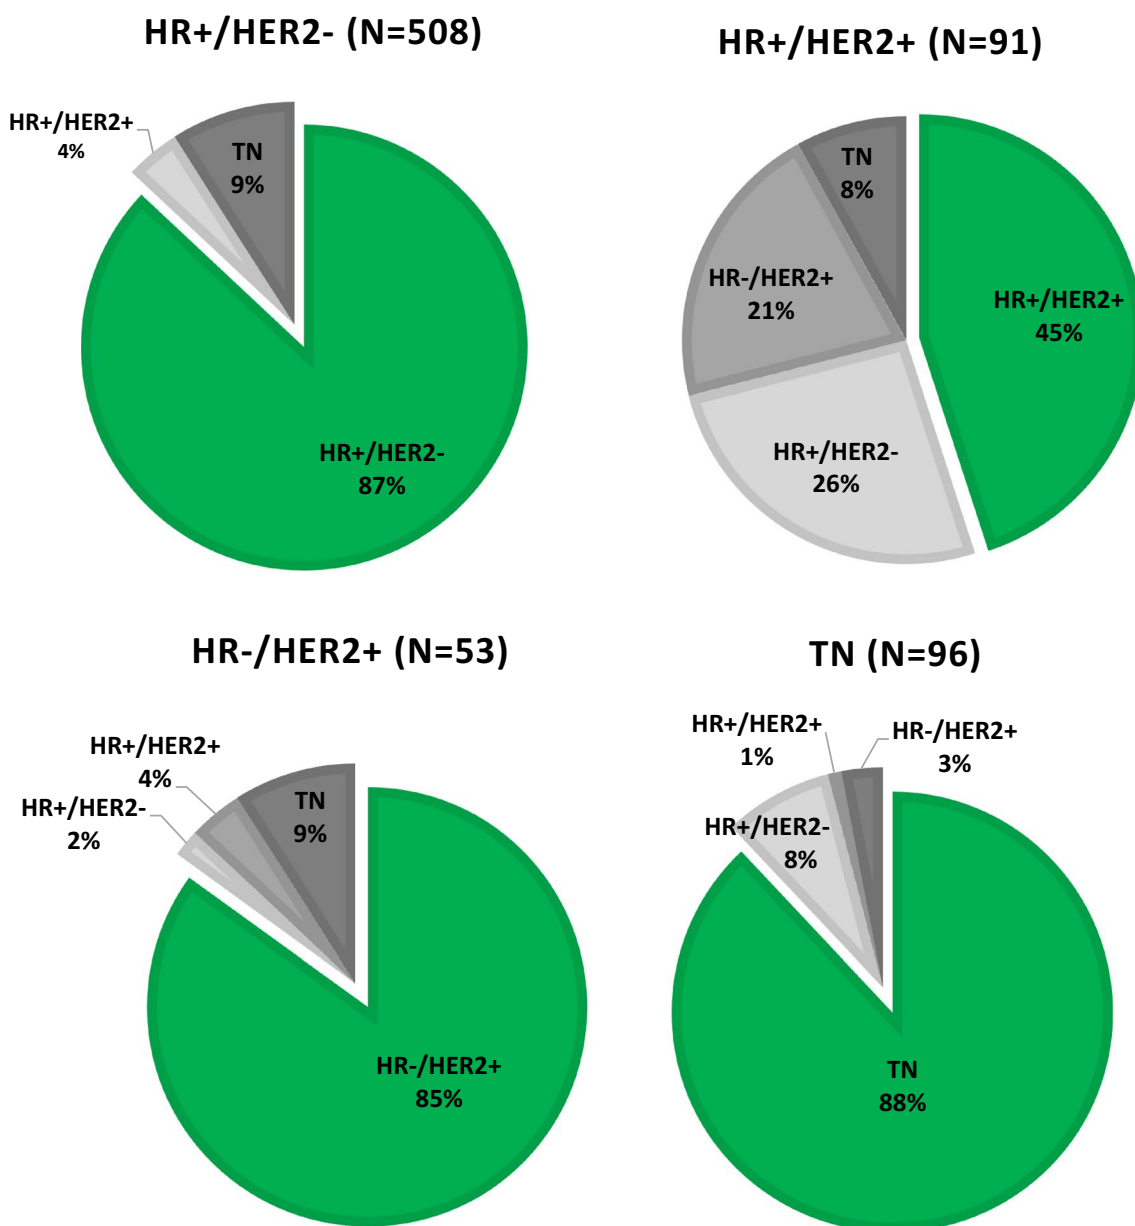 HR+/HER2- (N=508)
HR+/HER2+
4%
TN
9%
HR+/HER2-
87%
HR+/HER2+ (N=91)
TN
8%
HR-/HER2+
21%
HR+/HER2+
45%
HR+/HER2-
26%
HR-/HER2+ (N=53)
HR+/HER2+
4%
HR+/HER2-
2%
TN
9%
HR-/HER2+
85%
TN (N=96)
HR+/HER2+
1%
HR-/HER2+
3%
HR+/HER2-
8%
TN
88%